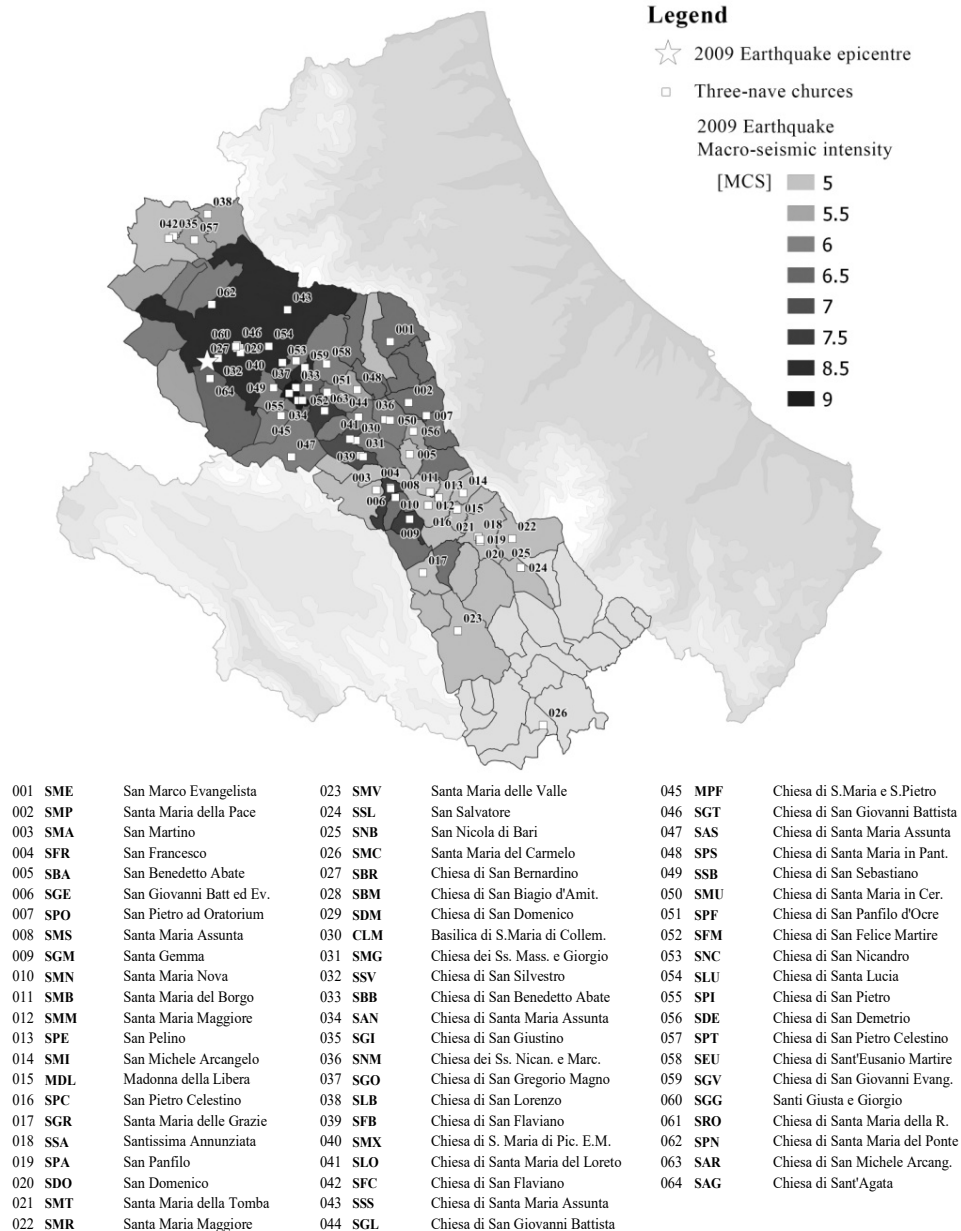 Legend
2009 Earthquake epicentre
Three-nave churces
2009 Earthquake
Macro-seismic intensity
[MCS] 5
5.5
6
6.5
7
7.5
8.5
9
038
042 035 057
062 043
001
060 046 054
027 029 053 059 058
032 040 037 033
064 049 051 048
052 063 044 036 002
055 034 050 007
045 041 030 056
047 039 031 005
003 004 011 014
008 013
006 010 012 015
009 016 018 022
021 019
020 025
017 024
023
026
001 SME San Marco Evangelista
002 SMP Santa Maria della Pace
003 SMA San Martino
004 SFR San Francesco
005 SBA San Benedetto Abate
006 SGE San Giovanni Batt ed Ev.
007 SPO San Pietro ad Oratorium
008 SMS Santa Maria Assunta
009 SGM Santa Gemma
010 SMN Santa Maria Nova
011 SMB Santa Maria del Borgo
012 SMM Santa Maria Maggiore
013 SPE San Pelino
014 SMI San Michele Arcangelo
015 MDL Madonna della Libera
016 SPC San Pietro Celestino
017 SGR Santa Maria delle Grazie
018 SSA Santissima Annunziata
019 SPA San Panfilo
020 SDO San Domenico
021 SMT Santa Maria della Tomba
022 SMR Santa Maria Maggiore
023 SMV Santa Maria delle Valle
024 SSL San Salvatore
025 SNB San Nicola di Bari
026 SMC Santa Maria del Carmelo
027 SBR Chiesa di San Bernardino
028 SBM Chiesa di San Biagio d'Amit.
029 SDM Chiesa di San Domenico
030 CLM Basilica di S.Maria di Collem.
031 SMG Chiesa dei Ss. Mass. e Giorgio
032 SSV Chiesa di San Silvestro
033 SBB Chiesa di San Benedetto Abate
034 SAN Chiesa di Santa Maria Assunta
035 SGI Chiesa di San Giustino
036 SNM Chiesa dei Ss. Nican. e Marc.
037 SGO Chiesa di San Gregorio Magno
038 SLB Chiesa di San Lorenzo
039 SFB Chiesa di San Flaviano
040 SMX Chiesa di S. Maria di Pic. E.M.
041 SLO Chiesa di Santa Maria del Loreto
042 SFC Chiesa di San Flaviano
043 SSS Chiesa di Santa Maria Assunta
044 SGL Chiesa di San Giovanni Battista
045 MPF Chiesa di S.Maria e S.Pietro
046 SGT Chiesa di San Giovanni Battista
047 SAS Chiesa di Santa Maria Assunta
048 SPS Chiesa di Santa Maria in Pant.
049 SSB Chiesa di San Sebastiano
050 SMU Chiesa di Santa Maria in Cer.
051 SPF Chiesa di San Panfilo d'Ocre
052 SFM Chiesa di San Felice Martire
053 SNC Chiesa di San Nicandro
054 SLU Chiesa di Santa Lucia
055 SPI Chiesa di San Pietro
056 SDE Chiesa di San Demetrio
057 SPT Chiesa di San Pietro Celestino
058 SEU Chiesa di Sant'Eusanio Martire
059 SGV Chiesa di San Giovanni Evang.
060 SGG Santi Giusta e Giorgio
061 SRO Chiesa di Santa Maria della R.
062 SPN Chiesa di Santa Maria del Ponte
063 SAR Chiesa di San Michele Arcang.
064 SAG Chiesa di Sant'Agata